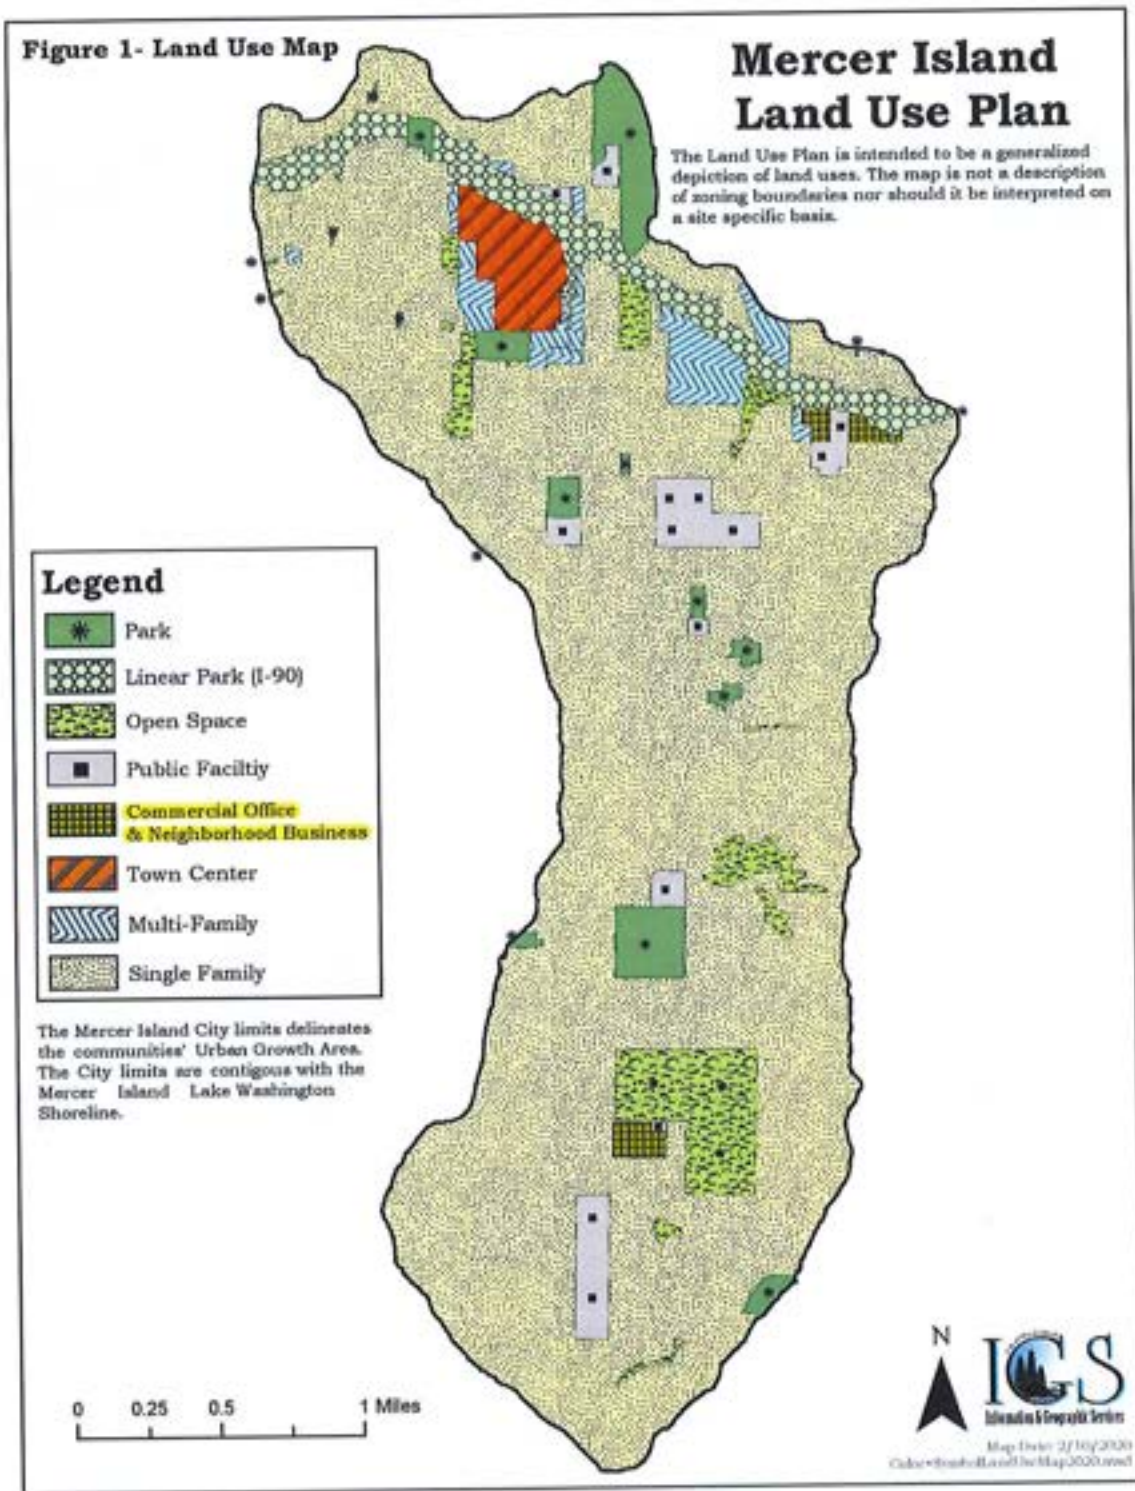 Figure 1- Land Use Map
Mercer Island
Land Use Plan
The Land Use Plan is intended to be a generalized
depiction of land uses. The map is not a description
of zoning boundaries nor should it be interpreted on
a site specific basis.
Legend
Park
Linear Park (I-90)
Open Space
Public Faciltiy
Commercial Office
& Neighborhood Business
Town Center
Multi-Family
Single Family
The Mercer Island City limits delineates
the communities' Urban Growth Area.
The City limits are contigous with the
Mercer Island Lake Washington
Shoreline.
0 0.25 0.5 1 Miles
N
IGS
Information & Geographic Services
Map Date: 2/10/2020